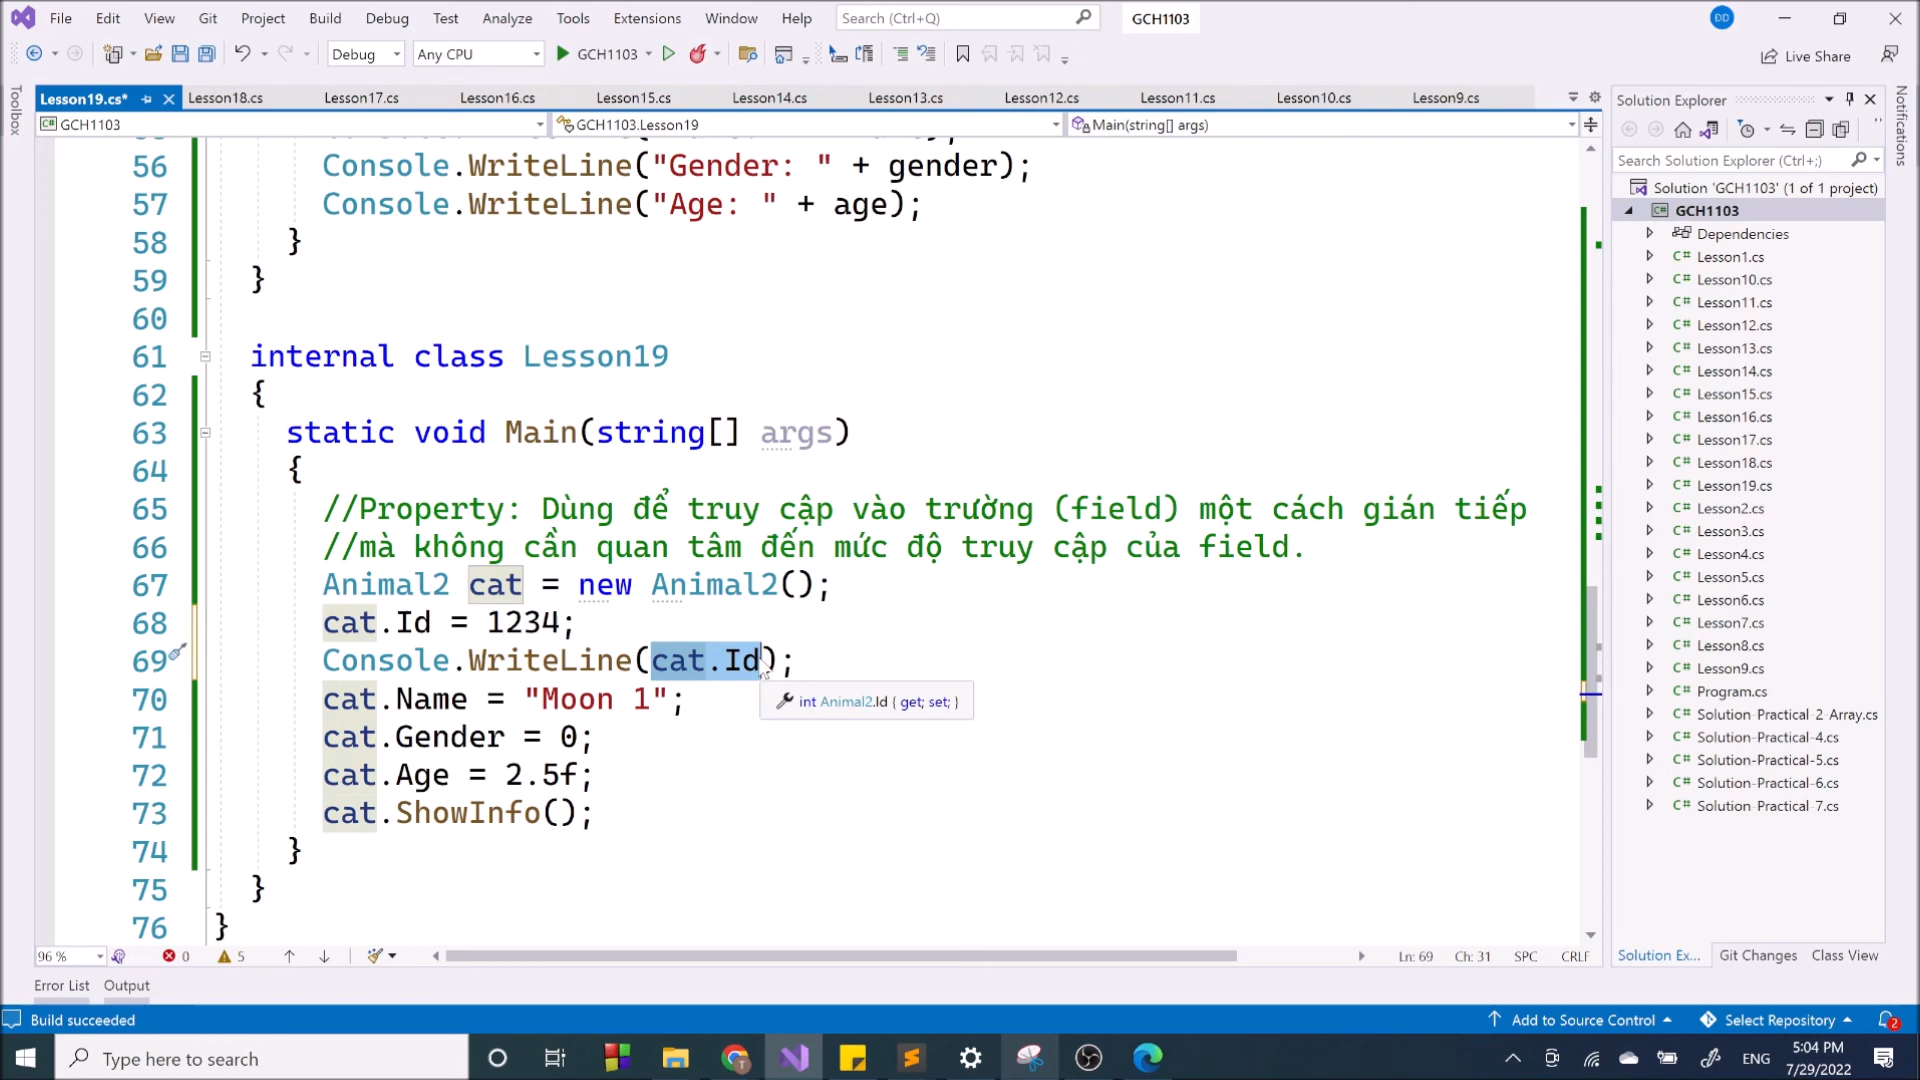 File Edit View Git Project Build Debug Test Analyze Tools Extensions Window Help Search (Ctrl+Q) GCH1103 ĐD
Debug Any CPU GCH1103 Live Share
Toolbox
Lesson19.cs* Lesson18.cs Lesson17.cs Lesson16.cs Lesson15.cs Lesson14.cs Lesson13.cs Lesson12.cs Lesson11.cs Lesson10.cs Lesson9.cs
GCH1103 GCH1103.Lesson19 Main(string[] args)
56 Console.WriteLine("Gender: " + gender);
57 Console.WriteLine("Age: " + age);
58 }
59 }
60
61 internal class Lesson19
62 {
63 static void Main(string[] args)
64 {
65 //Property: Dùng để truy cập vào trường (field) một cách gián tiếp
66 //mà không cần quan tâm đến mức độ truy cập của field.
67 Animal2 cat = new Animal2();
68 cat.Id = 1234;
69 Console.WriteLine(cat.Id);
70 cat.Name = "Moon 1";
int Animal2.Id { get; set; }
71 cat.Gender = 0;
72 cat.Age = 2.5f;
73 cat.ShowInfo();
74 }
75 }
76 }
96 % 0 5 Ln: 69 Ch: 31 SPC CRLF
Error List Output
Solution Explorer
Search Solution Explorer (Ctrl+;)
Solution 'GCH1103' (1 of 1 project)
GCH1103
Dependencies
C# Lesson1.cs
C# Lesson10.cs
C# Lesson11.cs
C# Lesson12.cs
C# Lesson13.cs
C# Lesson14.cs
C# Lesson15.cs
C# Lesson16.cs
C# Lesson17.cs
C# Lesson18.cs
C# Lesson19.cs
C# Lesson2.cs
C# Lesson3.cs
C# Lesson4.cs
C# Lesson5.cs
C# Lesson6.cs
C# Lesson7.cs
C# Lesson8.cs
C# Lesson9.cs
C# Program.cs
C# Solution-Practical-2 Array.cs
C# Solution-Practical-4.cs
C# Solution-Practical-5.cs
C# Solution-Practical-6.cs
C# Solution-Practical-7.cs
Solution Ex... Git Changes Class View
Notifications
Build succeeded Add to Source Control Select Repository 2
Type here to search ENG 5:04 PM
7/29/2022